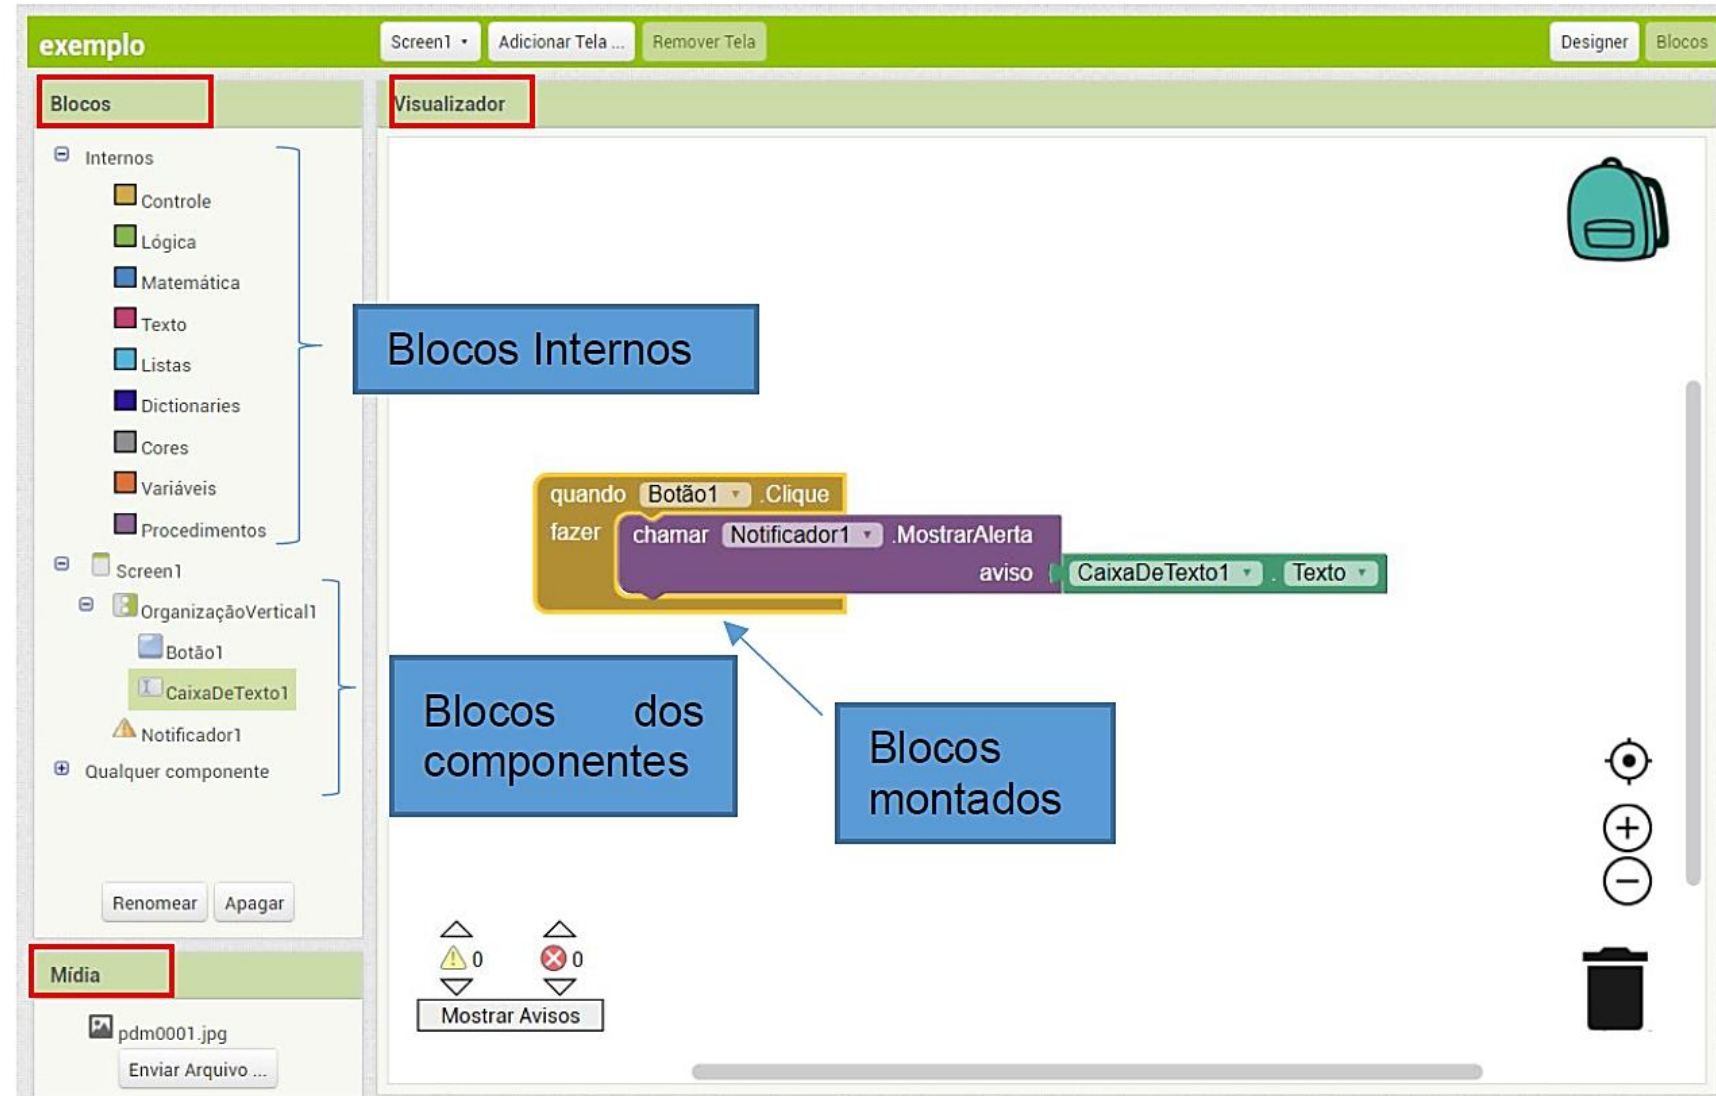 exemplo
Screen1
Adicionar Tela ...
Remover Tela
Designer
Blocos
Blocos
Visualizador
Internos
Controle
Lógica
Matemática
Texto
Listas
Dictionaries
Cores
Variáveis
Procedimentos
Screen1
OrganizaçãoVertical1
Botão1
CaixaDeTexto1
Notificador1
Qualquer componente
Renomear
Apagar
Mídia
pdm0001.jpg
Enviar Arquivo ...
Blocos Internos
quando Botão1 .Clique
fazer chamar Notificador1 .MostrarAlerta
aviso CaixaDeTexto1 . Texto
Blocos dos
componentes
Blocos
montados
0 0
Mostrar Avisos